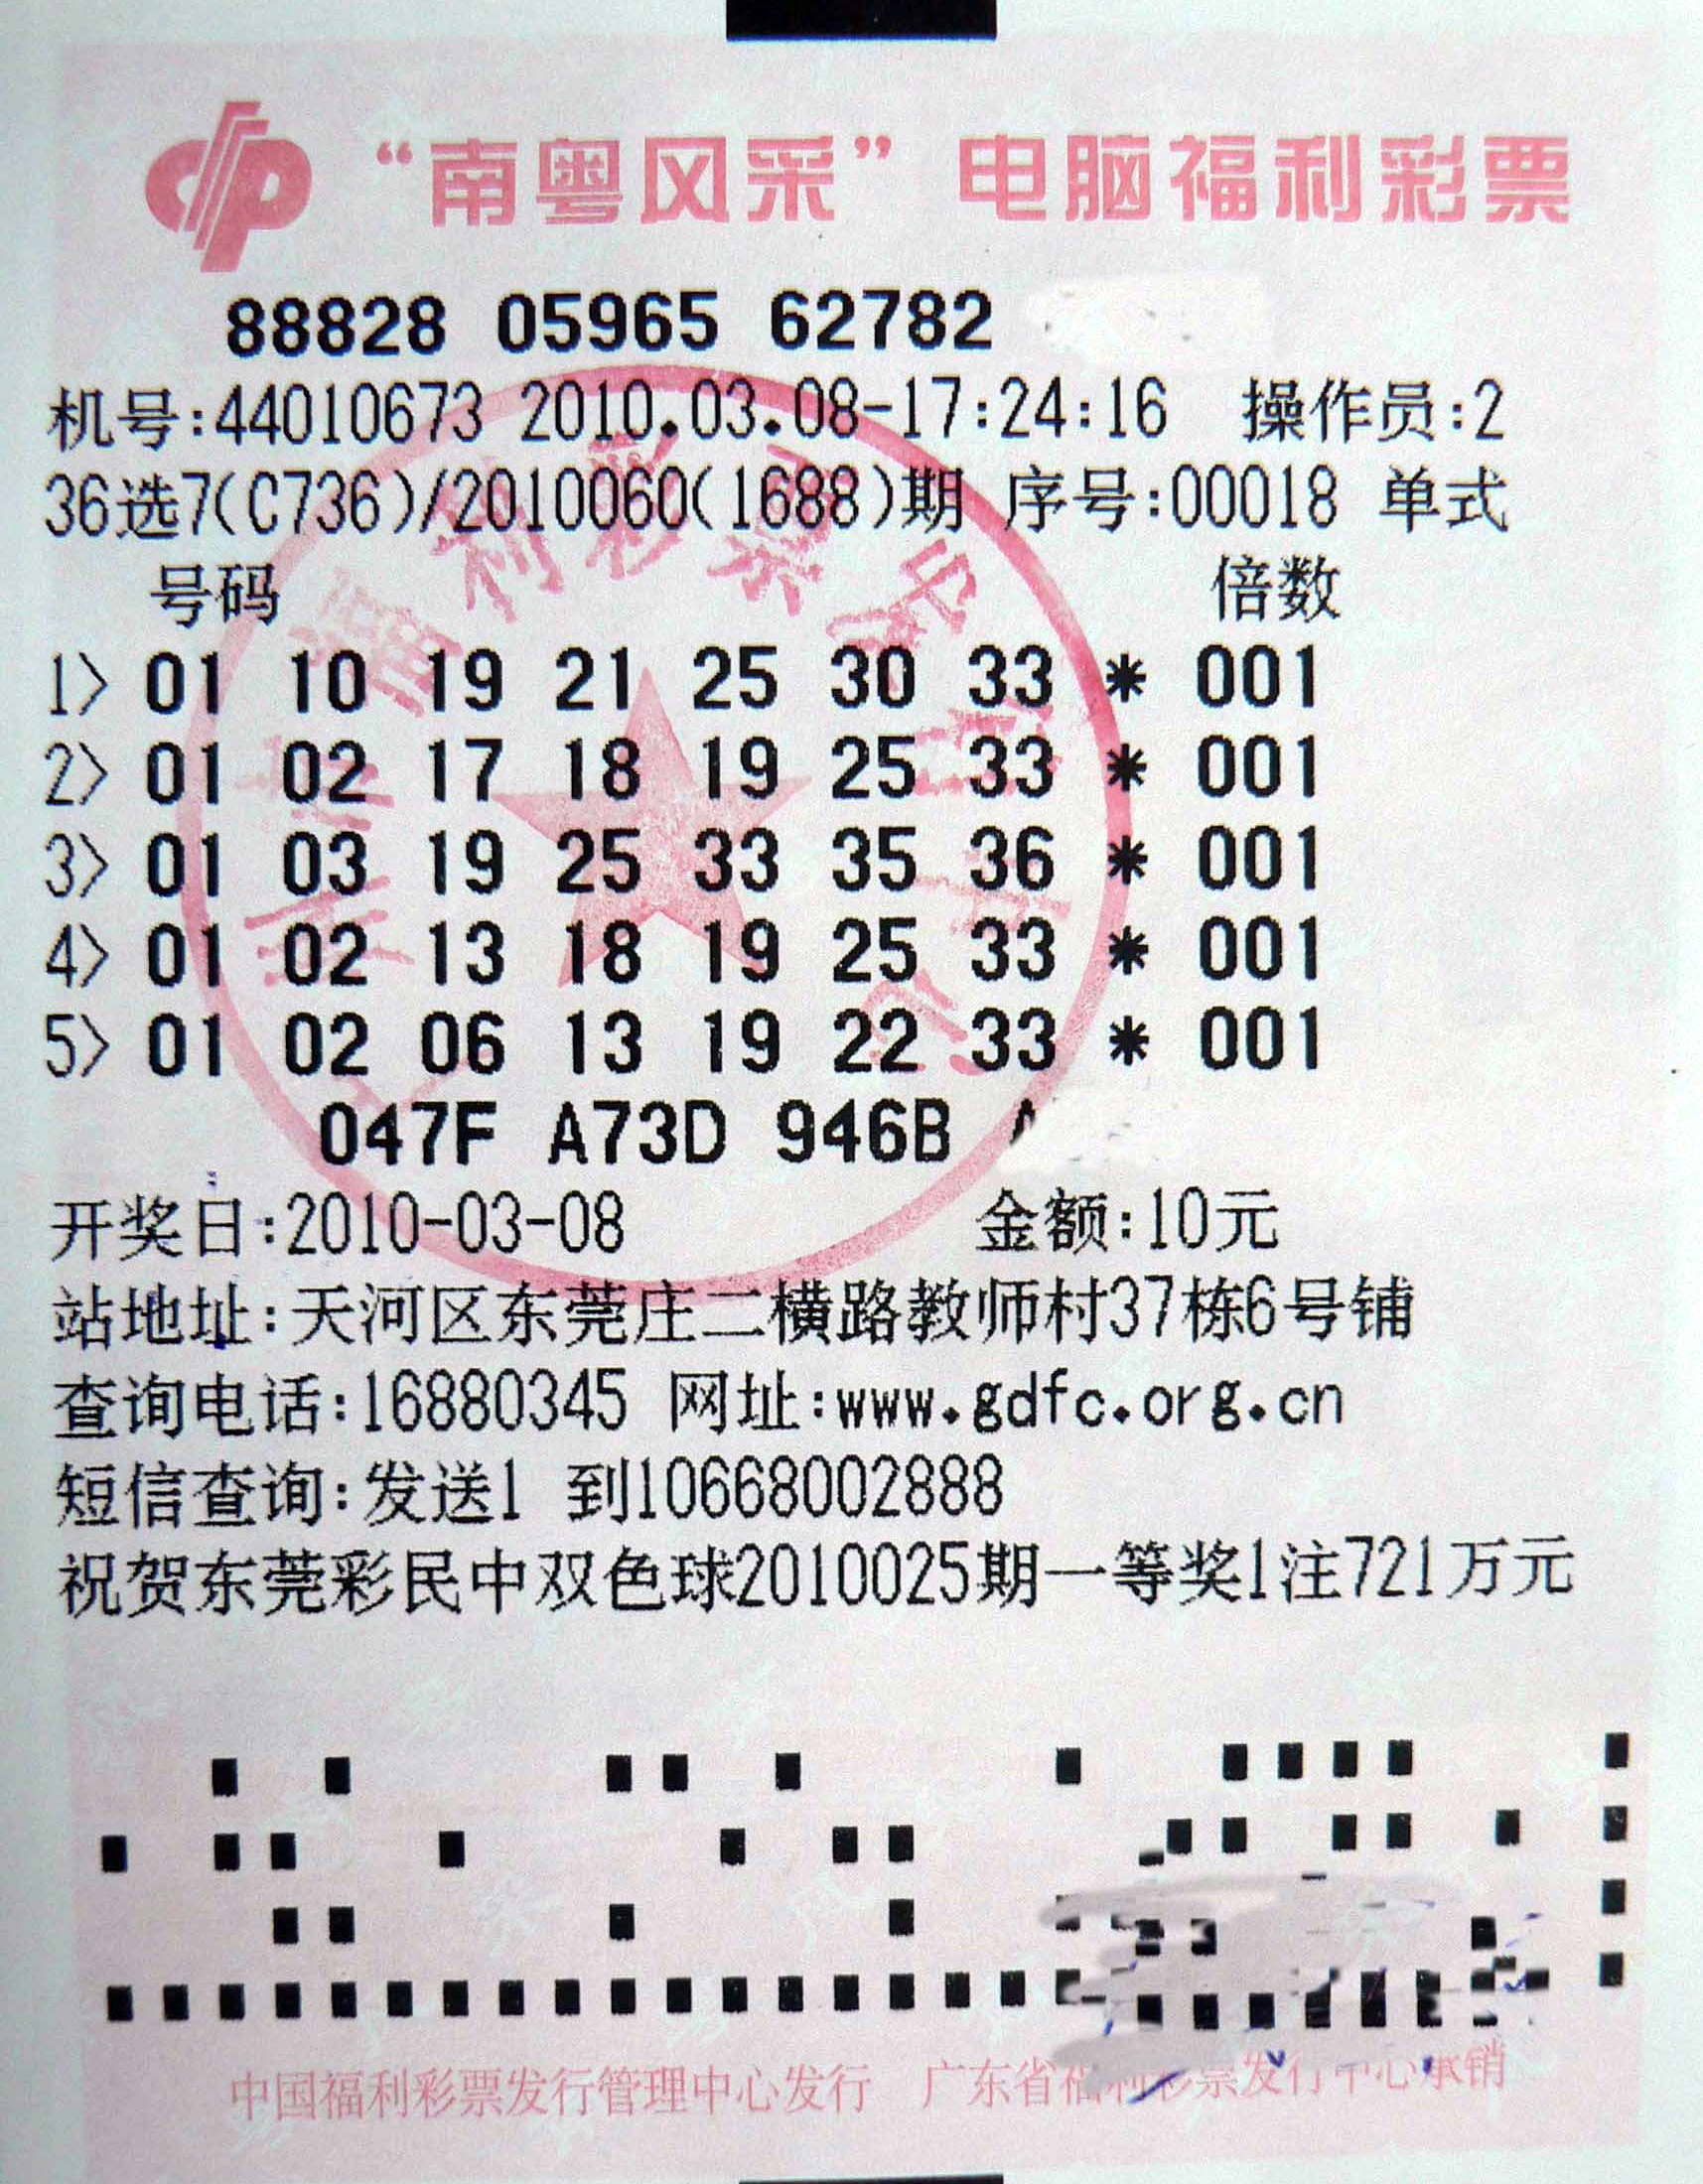 “南粤风采”电脑福利彩票
88828 05965 62782
机号:44010673 2010.03.08-17:24:16 操作员:2
36选7(C736)/2010060(1688)期 序号:00018 单式
号码 倍数
1> 01 10 19 21 25 30 33 * 001
2> 01 02 17 18 19 25 33 * 001
3> 01 03 19 25 33 35 36 * 001
4> 01 02 13 18 19 25 33 * 001
5> 01 02 06 13 19 22 33 * 001
047F A73D 946B
开奖日:2010-03-08 金额:10元
站地址:天河区东莞庄二横路教师村37栋6号铺
查询电话:16880345 网址:www.gdfc.org.cn
短信查询:发送1 到10668002888
祝贺东莞彩民中双色球2010025期一等奖1注721万元
中国福利彩票发行管理中心发行 广东省福利彩票发行中心承销